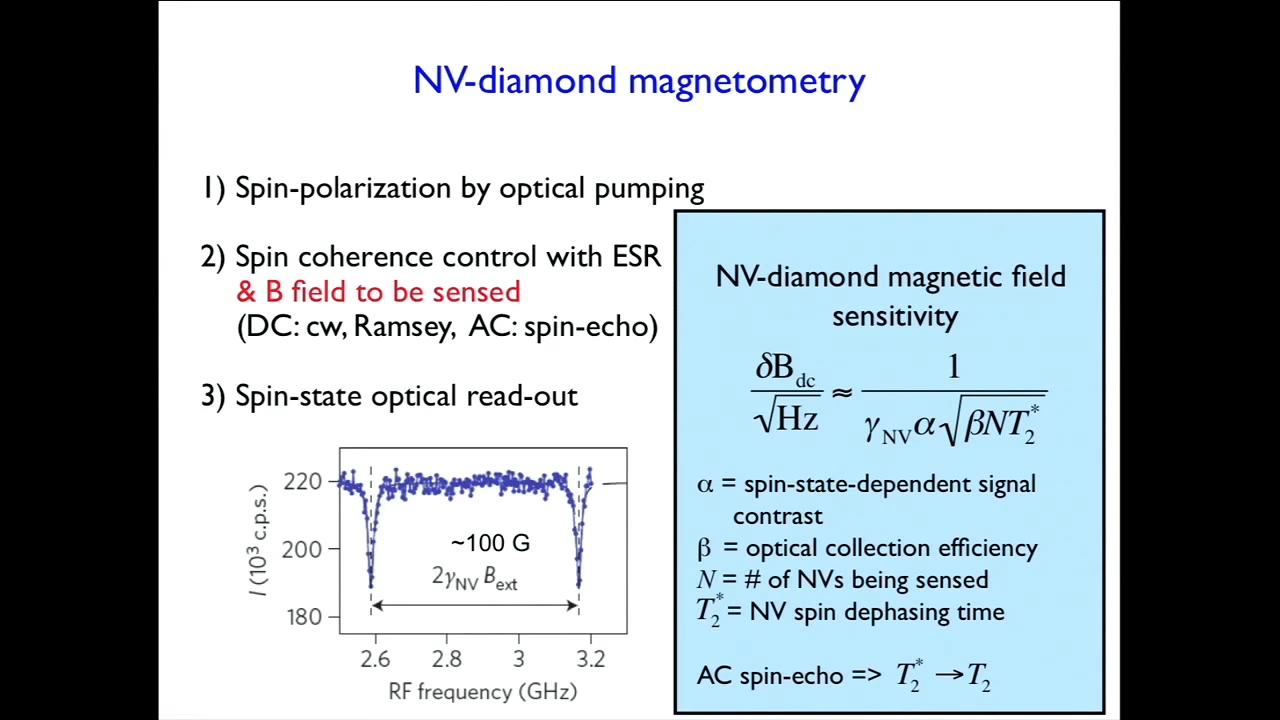 NV-diamond magnetometry
1) Spin-polarization by optical pumping
2) Spin coherence control with ESR
& B field to be sensed
(DC: cw, Ramsey, AC: spin-echo)
3) Spin-state optical read-out
220
200
180
I (10³ c.p.s.)
~100 G
2γNV Bext
2.6 2.8 3 3.2
RF frequency (GHz)
NV-diamond magnetic field
sensitivity
δBdc / √Hz ≈ 1 / γNV α √βNT₂*
α = spin-state-dependent signal
contrast
β = optical collection efficiency
N = # of NVs being sensed
T₂* = NV spin dephasing time
AC spin-echo => T₂* → T₂